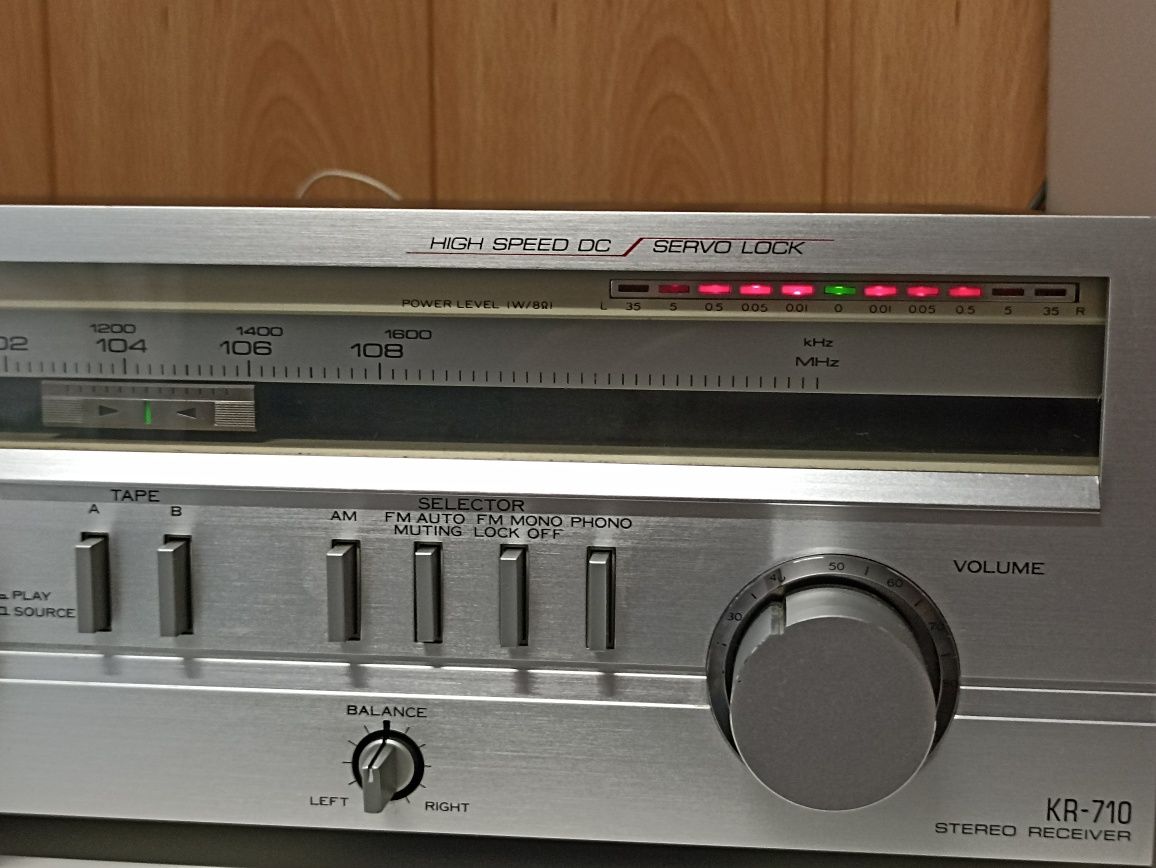 HIGH SPEED DC / SERVO LOCK
POWER LEVEL (W/8Ω) L 35 5 0.5 0.05 0.01 0 0.01 0.05 0.5 5 35 R
1200 1400 1600 kHz
02 104 106 108 MHz
TAPE
A B
PLAY
SOURCE
SELECTOR
AM FM AUTO FM MONO PHONO
MUTING LOCK OFF
VOLUME
30 40 50 60 70
BALANCE
LEFT RIGHT
KR-710
STEREO RECEIVER